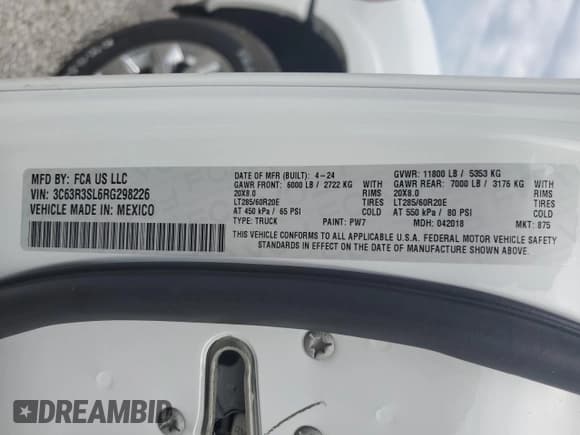 MFD BY: FCA US LLC
VIN: 3C63R3SL6RG298226
VEHICLE MADE IN: MEXICO
DATE OF MFR (BUILT): 4-24
GAWR FRONT: 6000 LB / 2722 KG
20X8.0 RIMS
LT285/60R20E TIRES
AT 450 kPa / 65 PSI COLD
TYPE: TRUCK PAINT: PW7
GVWR: 11800 LB / 5353 KG
GAWR REAR: 7000 LB / 3176 KG
20X8.0 RIMS
LT285/60R20E TIRES
AT 550 kPa / 80 PSI COLD
MDH: 042018 MKT: 875
THIS VEHICLE CONFORMS TO ALL APPLICABLE U.S.A. FEDERAL MOTOR VEHICLE SAFETY
STANDARDS IN EFFECT ON THE DATE OF MANUFACTURE SHOWN ABOVE.
DREAMBID